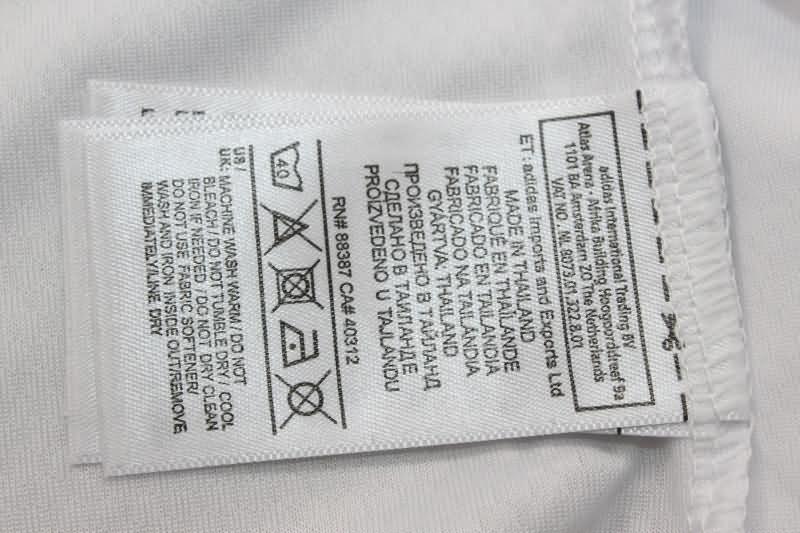 adidas International Trading BV
Atlas Arena - Afrika Building Hoogoorddreef 9a
1101 BA Amsterdam ZO The Netherlands
VAT NO. NL 8073.01.322.B.01
ET: adidas Imports and Exports Ltd
MADE IN THAILAND
FABRIQUÉ EN THAÏLANDE
FABRICADO EN TAILANDIA
FABRICADO NA TAILÂNDIA
GYÁRTVA, THAILAND
ПРОИЗВЕДЕНО В ТАЙЛАНД
СДЕЛАНО В ТАИЛАНДЕ
PROIZVEDENO U TAJLANDU
RN# 88387 CA# 40312
40
US /
UK: MACHINE WASH WARM / DO NOT
BLEACH / DO NOT TUMBLE DRY / COOL
IRON IF NEEDED / DO NOT DRY CLEAN
DO NOT USE FABRIC SOFTENER/
WASH AND IRON INSIDE OUT/REMOVE
IMMEDIATELY/LINE DRY